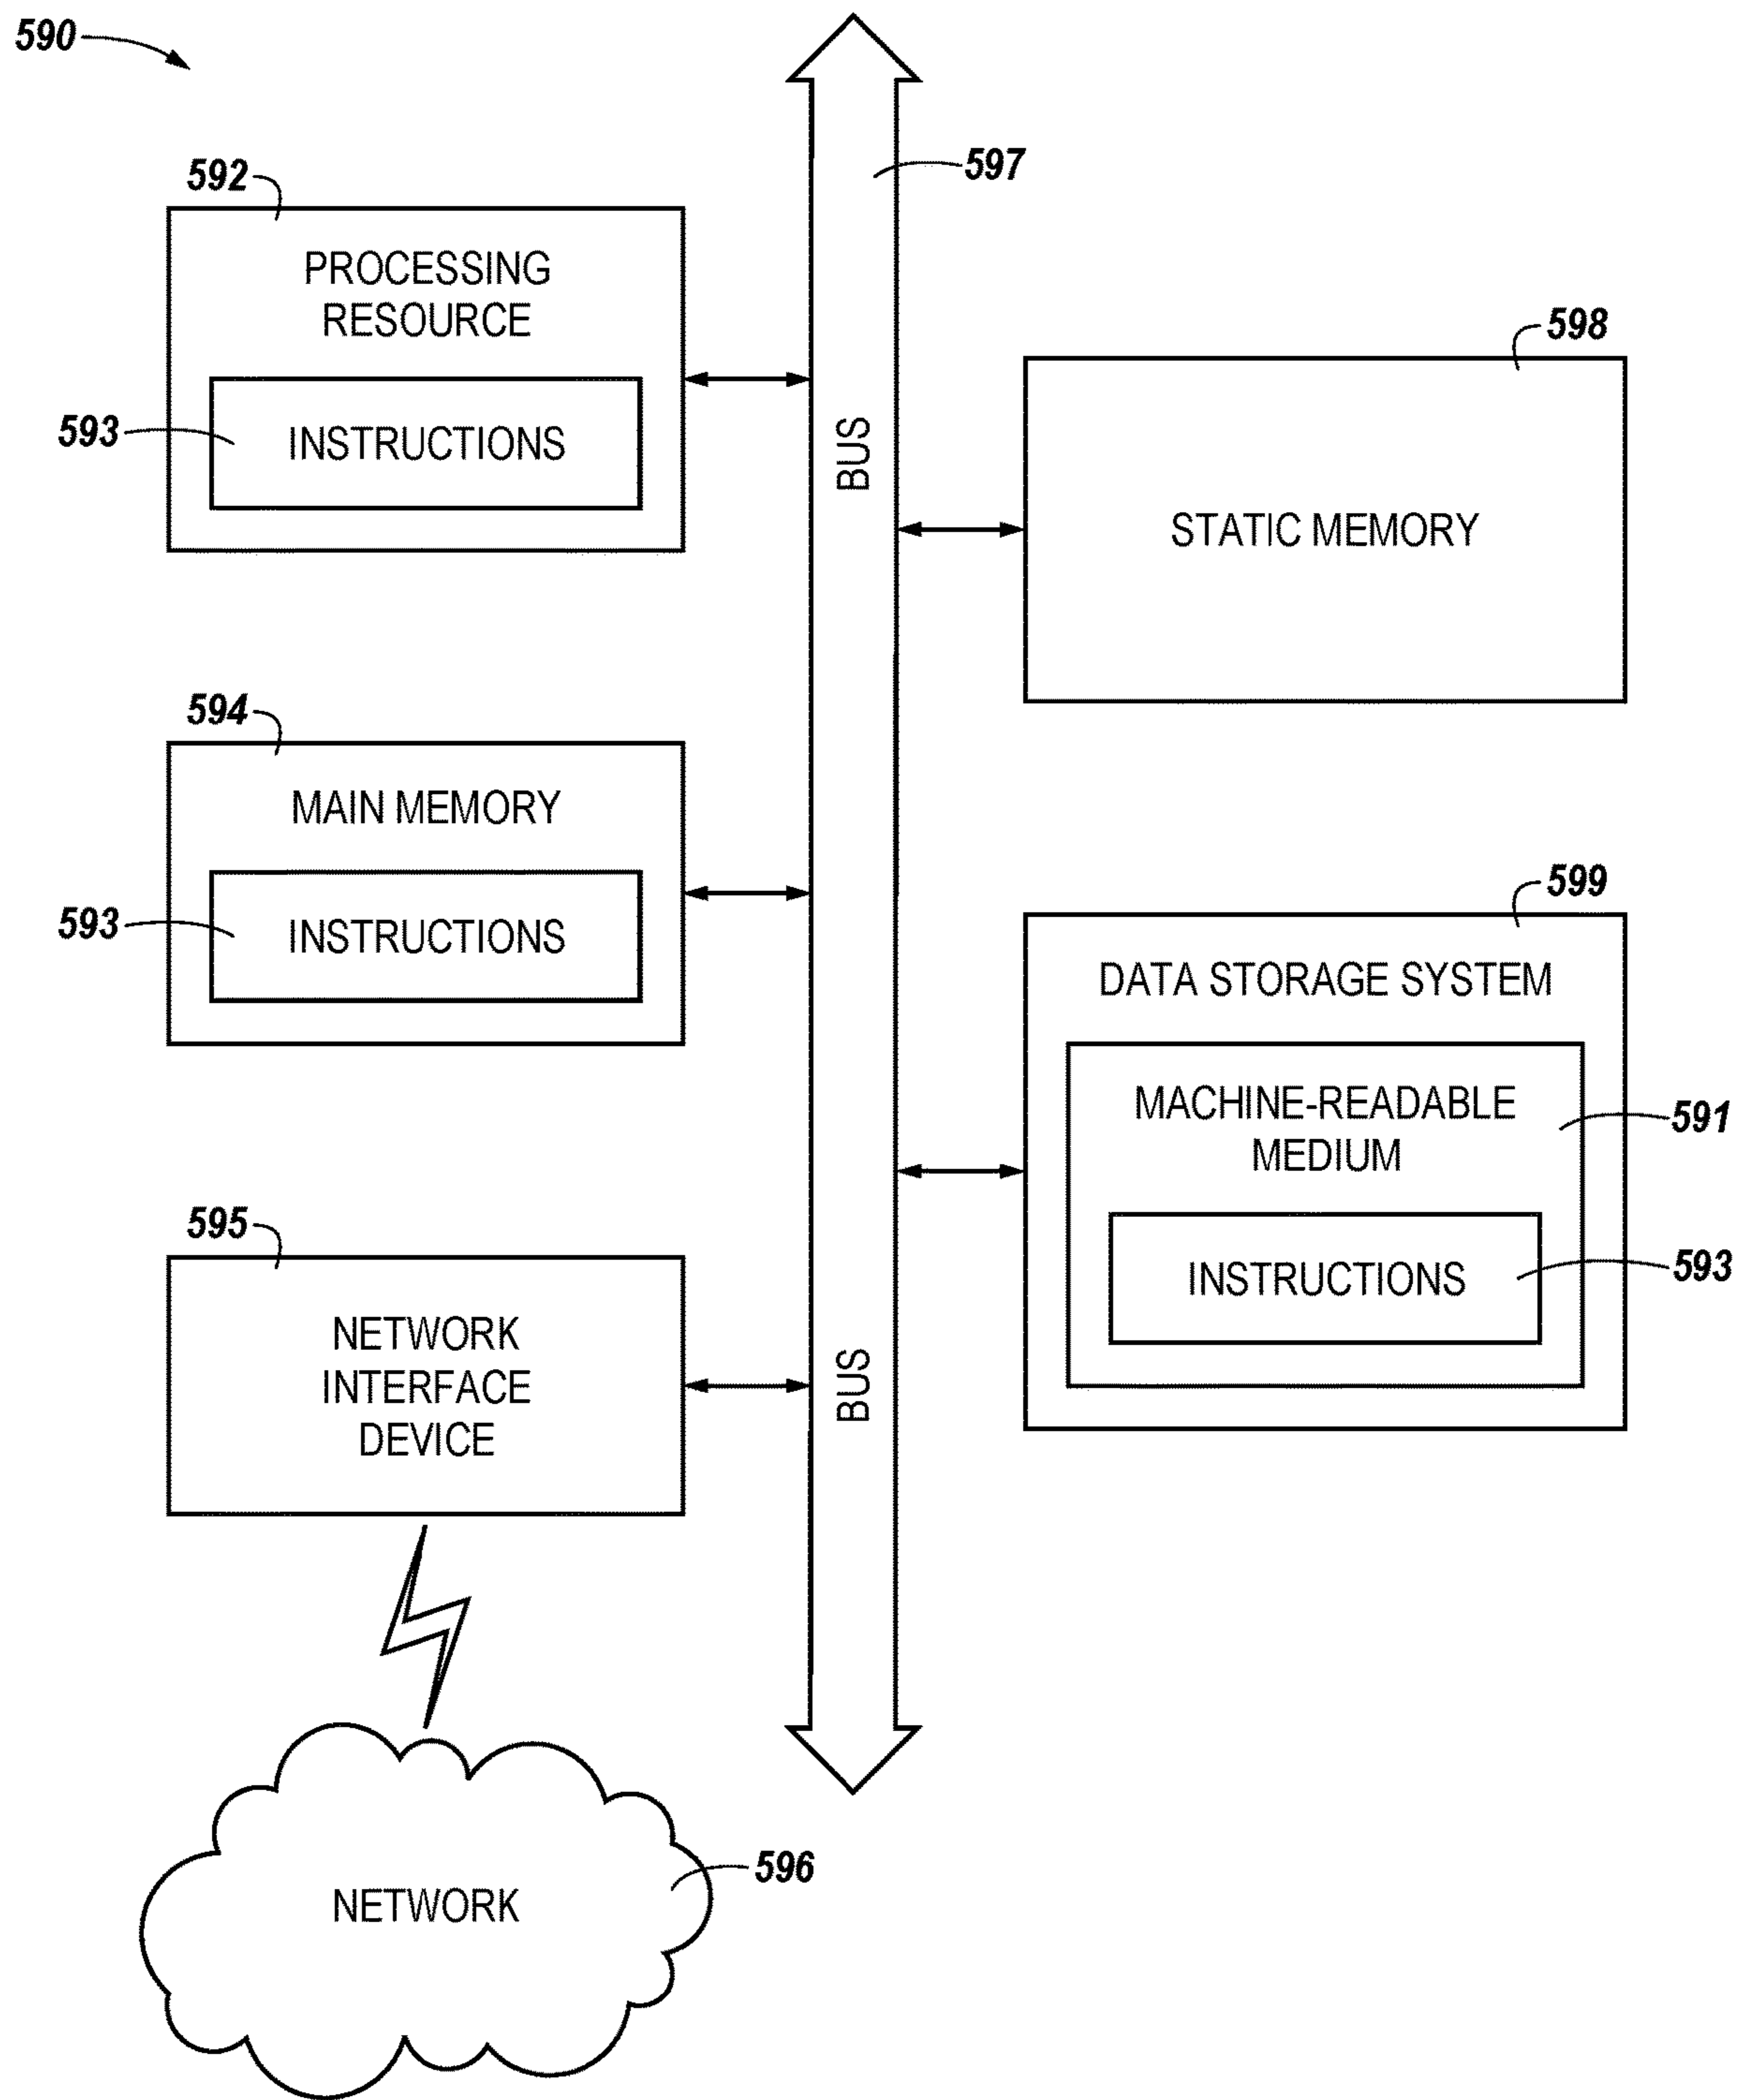 590
597
592
PROCESSING
RESOURCE
593
INSTRUCTIONS
BUS
598
STATIC MEMORY
594
MAIN MEMORY
593
INSTRUCTIONS
599
DATA STORAGE SYSTEM
MACHINE-READABLE
MEDIUM
591
INSTRUCTIONS
593
595
NETWORK
INTERFACE
DEVICE
BUS
596
NETWORK